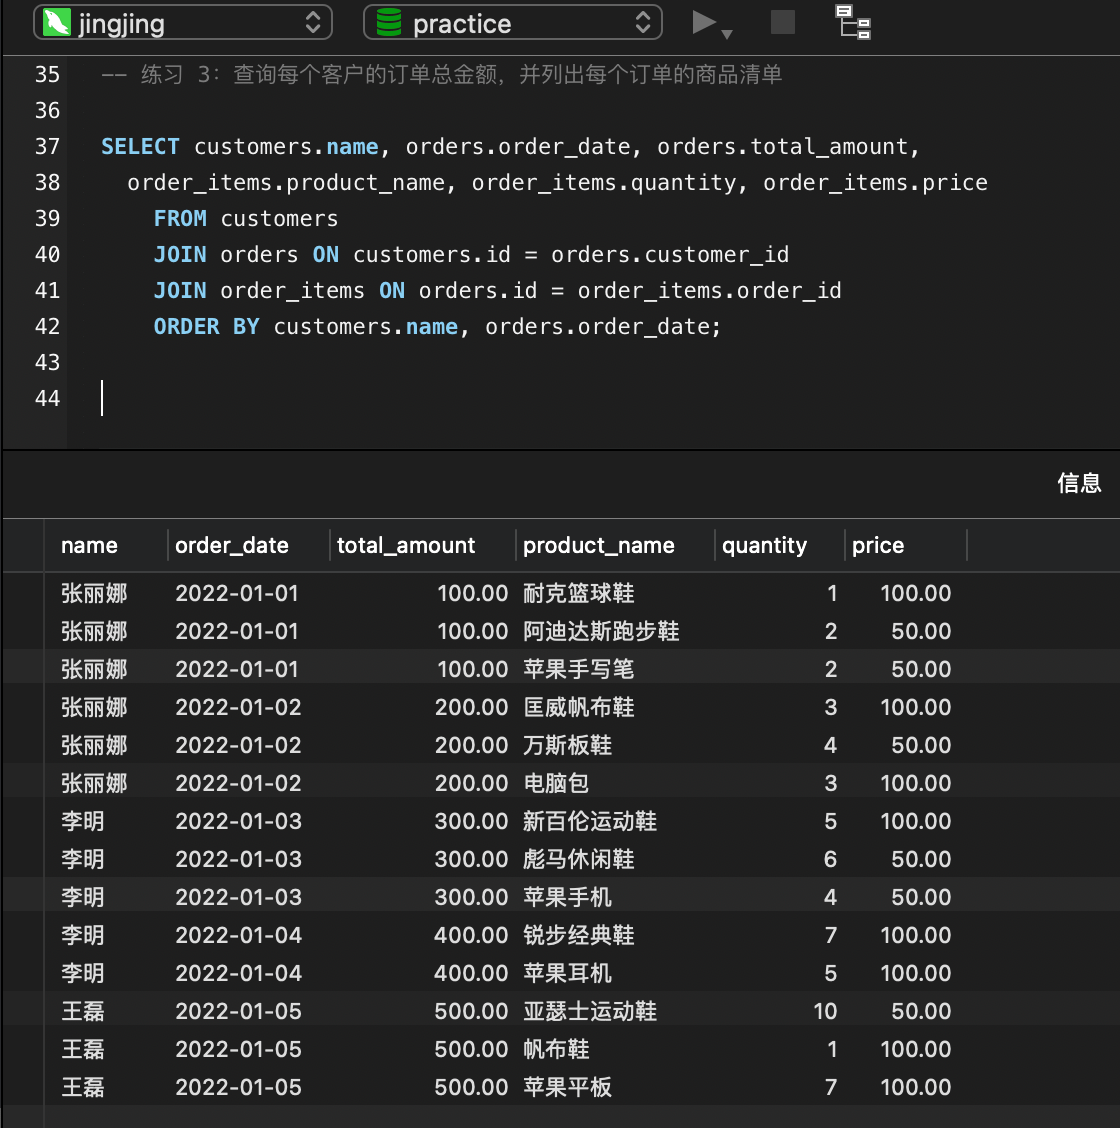 jingjing practice
35 -- 练习 3：查询每个客户的订单总金额，并列出每个订单的商品清单
36
37 SELECT customers.name, orders.order_date, orders.total_amount,
38 order_items.product_name, order_items.quantity, order_items.price
39 FROM customers
40 JOIN orders ON customers.id = orders.customer_id
41 JOIN order_items ON orders.id = order_items.order_id
42 ORDER BY customers.name, orders.order_date;
43
44
信息
name order_date total_amount product_name quantity price
张丽娜 2022-01-01 100.00 耐克篮球鞋 1 100.00
张丽娜 2022-01-01 100.00 阿迪达斯跑步鞋 2 50.00
张丽娜 2022-01-01 100.00 苹果手写笔 2 50.00
张丽娜 2022-01-02 200.00 匡威帆布鞋 3 100.00
张丽娜 2022-01-02 200.00 万斯板鞋 4 50.00
张丽娜 2022-01-02 200.00 电脑包 3 100.00
李明 2022-01-03 300.00 新百伦运动鞋 5 100.00
李明 2022-01-03 300.00 彪马休闲鞋 6 50.00
李明 2022-01-03 300.00 苹果手机 4 50.00
李明 2022-01-04 400.00 锐步经典鞋 7 100.00
李明 2022-01-04 400.00 苹果耳机 5 100.00
王磊 2022-01-05 500.00 亚瑟士运动鞋 10 50.00
王磊 2022-01-05 500.00 帆布鞋 1 100.00
王磊 2022-01-05 500.00 苹果平板 7 100.00